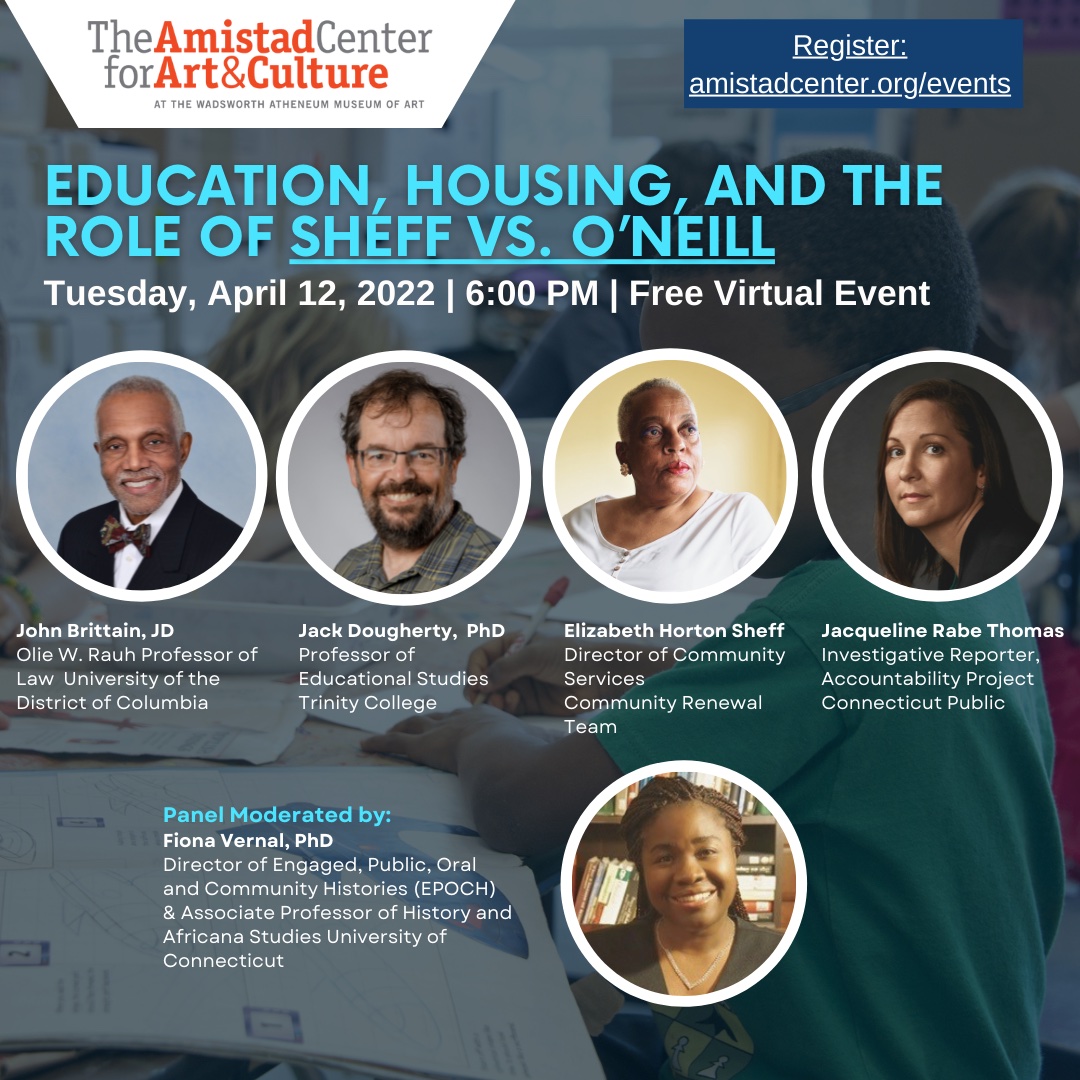 TheAmistadCenter
forArt&Culture
AT THE WADSWORTH ATHENEUM MUSEUM OF ART
Register:
amistadcenter.org/events
EDUCATION, HOUSING, AND THE
ROLE OF SHEFF VS. O'NEILL
Tuesday, April 12, 2022 | 6:00 PM | Free Virtual Event
John Brittain, JD
Olie W. Rauh Professor of
Law University of the
District of Columbia
Jack Dougherty, PhD
Professor of
Educational Studies
Trinity College
Elizabeth Horton Sheff
Director of Community
Services
Community Renewal
Team
Jacqueline Rabe Thomas
Investigative Reporter,
Accountability Project
Connecticut Public
Panel Moderated by:
Fiona Vernal, PhD
Director of Engaged, Public, Oral
and Community Histories (EPOCH)
& Associate Professor of History and
Africana Studies University of
Connecticut